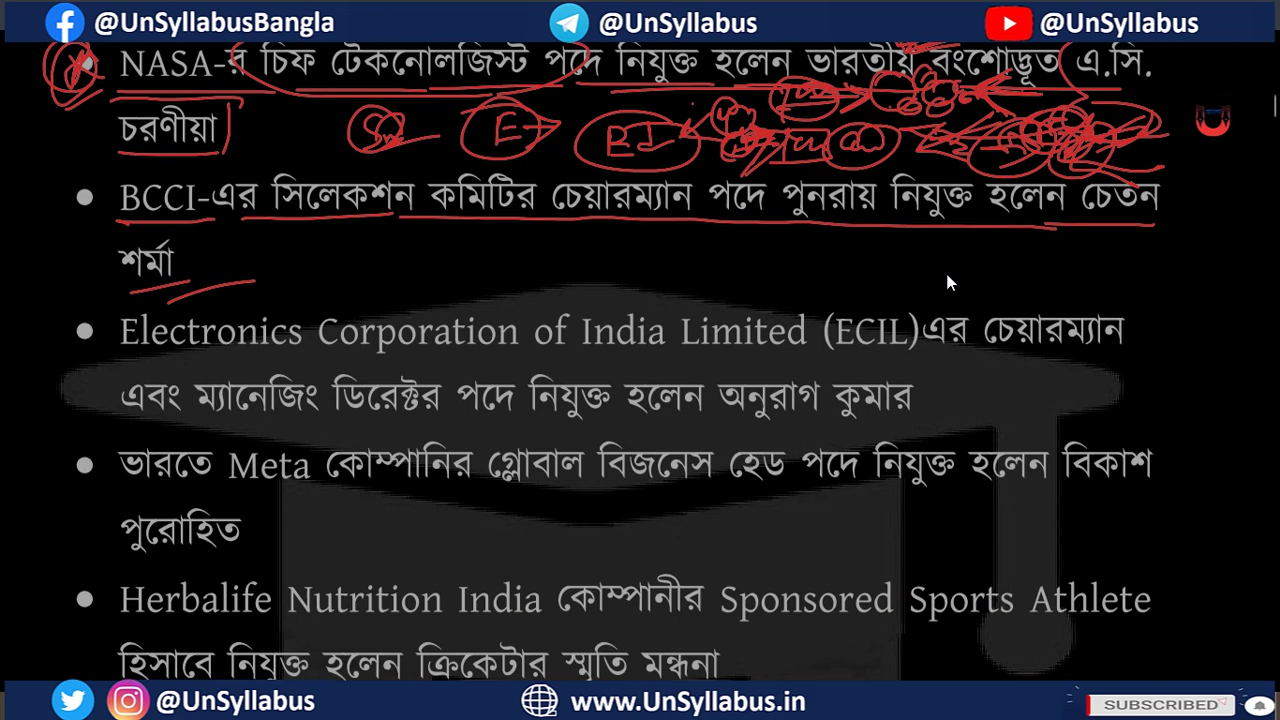 @UnSyllabusBangla @UnSyllabus @UnSyllabus
NASA-র চিফ টেকনোলজিস্ট পদে নিযুক্ত হলেন ভারতীয় বংশোদ্ভূত এ.সি.
চরণীয়া
BCCI-এর সিলেকশন কমিটির চেয়ারম্যান পদে পুনরায় নিযুক্ত হলেন চেতন
শর্মা
Electronics Corporation of India Limited (ECIL)এর চেয়ারম্যান
এবং ম্যানেজিং ডিরেক্টর পদে নিযুক্ত হলেন অনুরাগ কুমার
ভারতে Meta কোম্পানির গ্লোবাল বিজনেস হেড পদে নিযুক্ত হলেন বিকাশ
পুরোহিত
Herbalife Nutrition India কোম্পানীর Sponsored Sports Athlete
হিসাবে নিযুক্ত হলেন ক্রিকেটার স্মৃতি মন্ধনা
@UnSyllabus www.UnSyllabus.in SUBSCRIBED